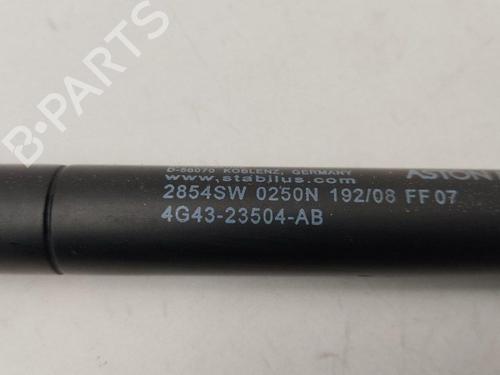 B-PARTS
D-56070 KOBLENZ, GERMANY
www.stabilus.com
ASTON
2854SW 0250N 192/08 FF07
4G43-23504-AB